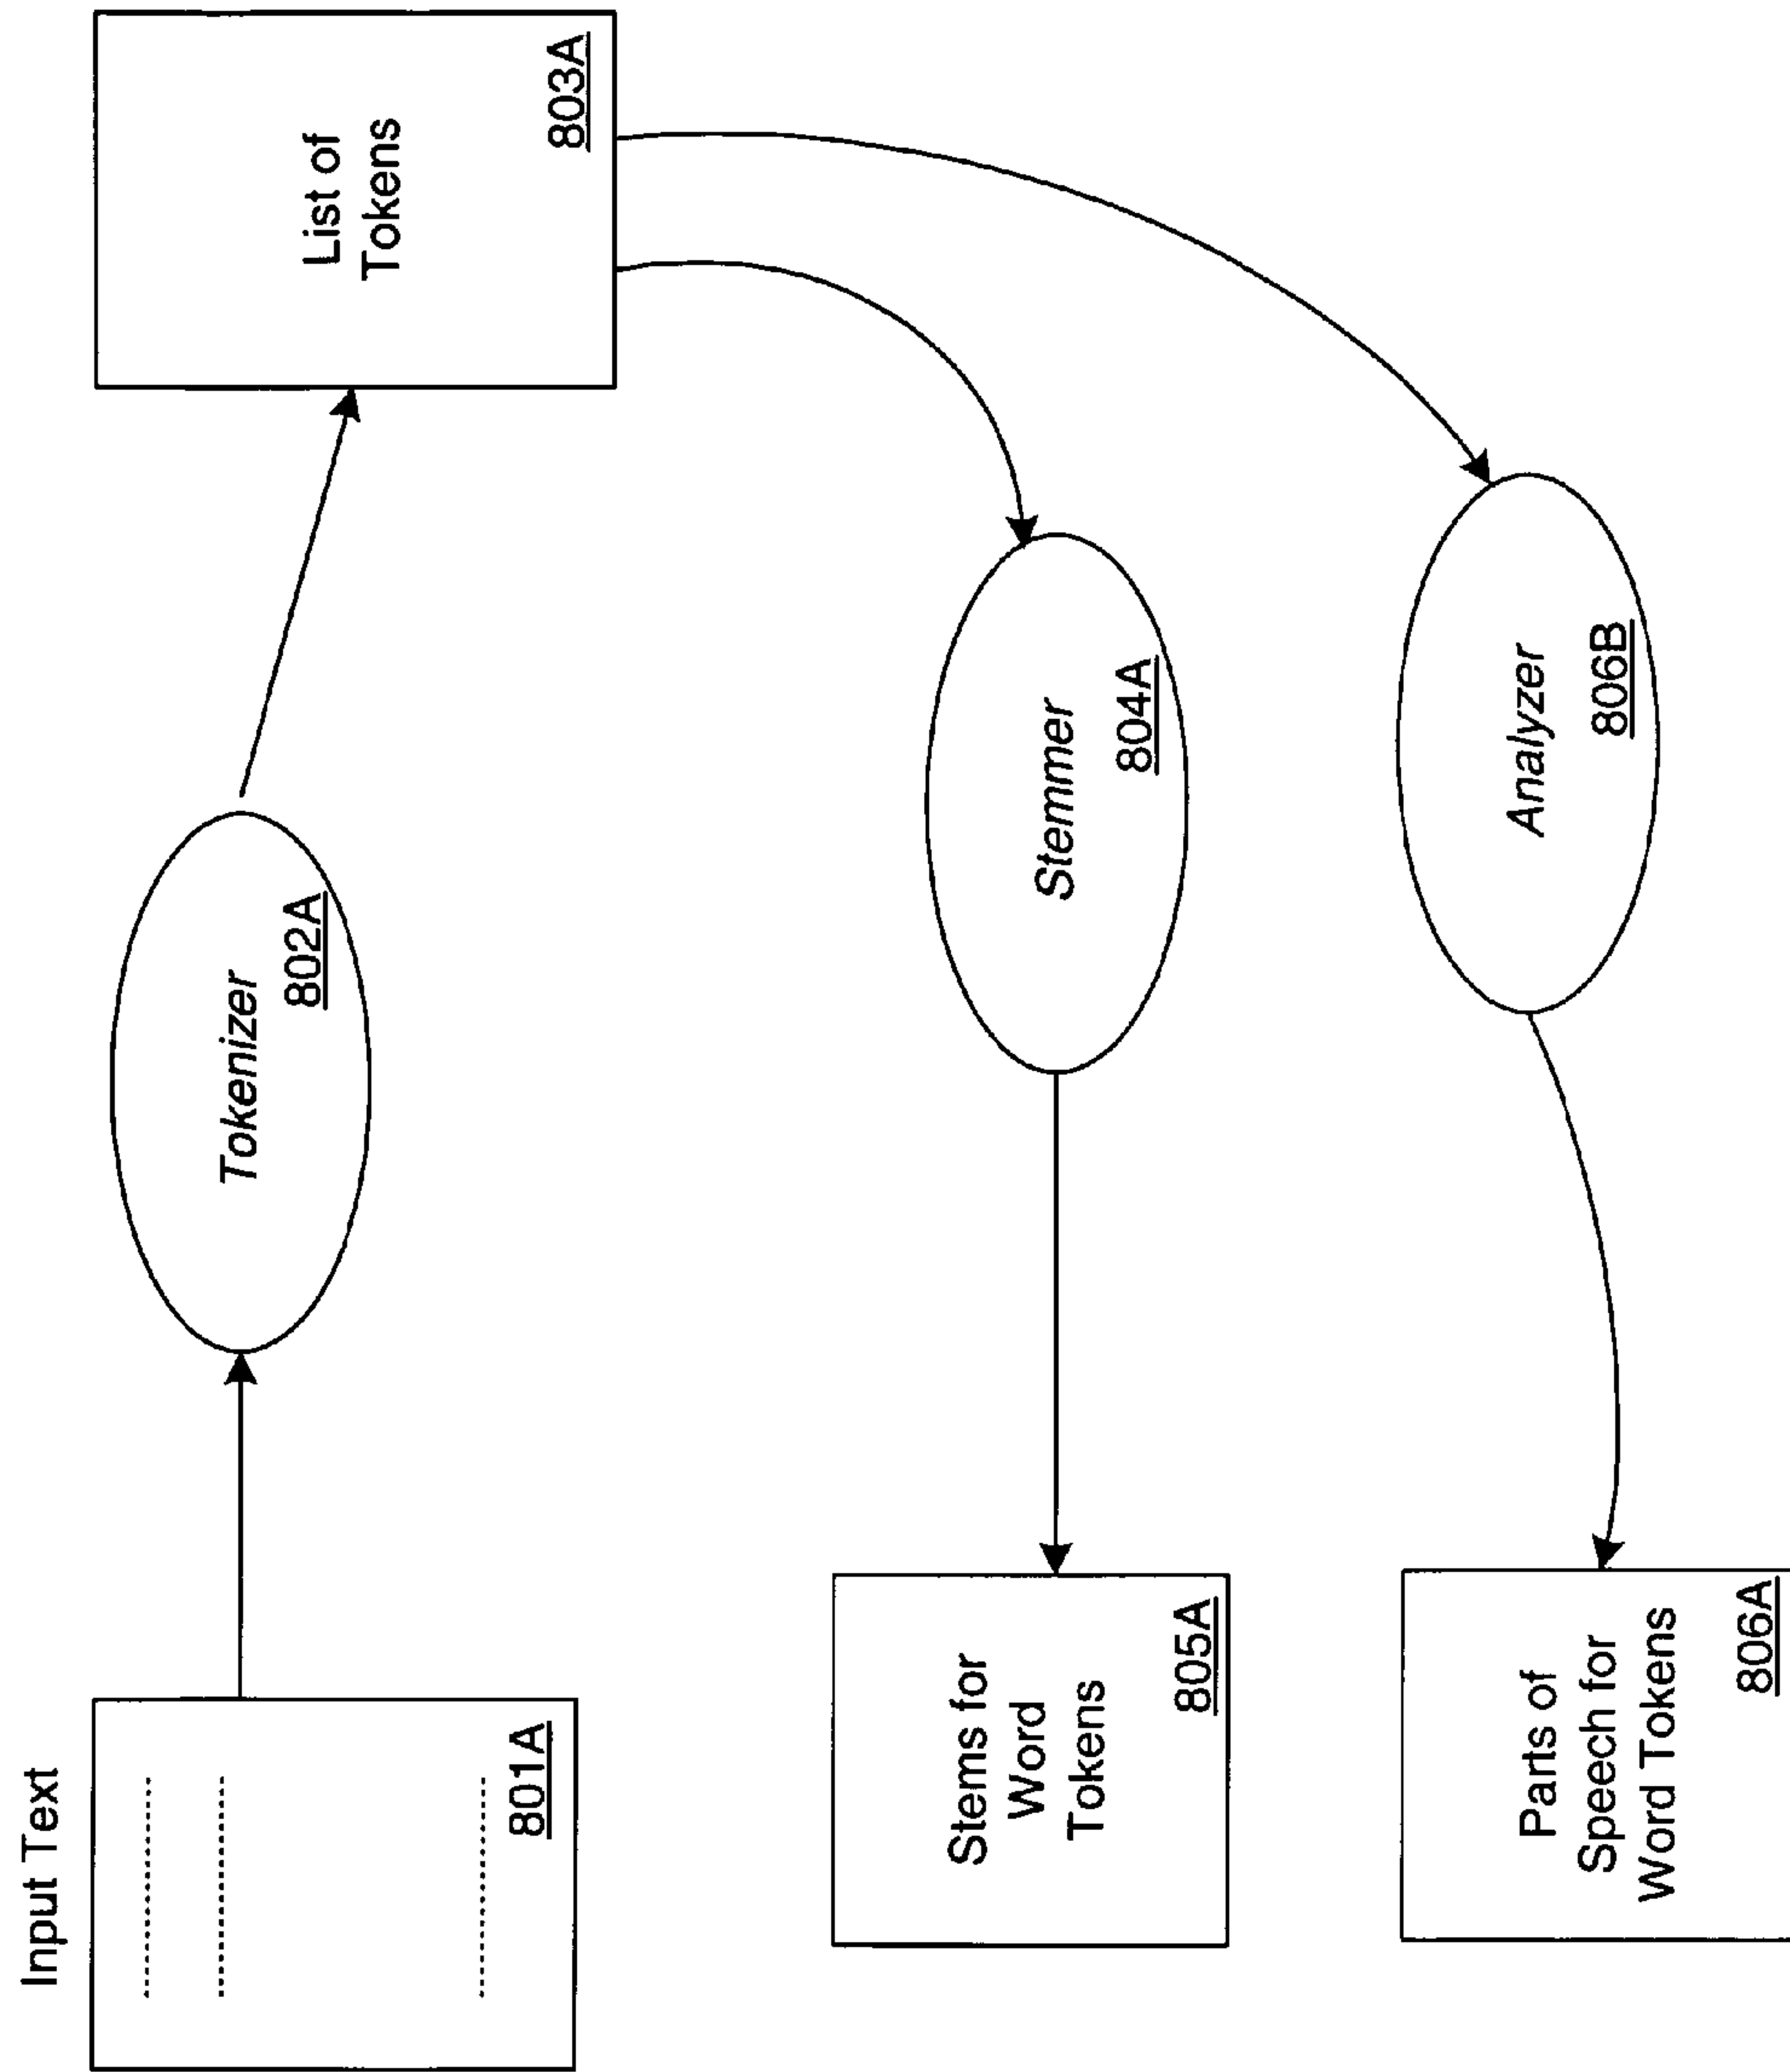 Input Text
801A
Tokenizer
802A
List of
Tokens
803A
Stems for
Word
Tokens
805A
Stemmer
804A
Parts of
Speech for
Word Tokens
806A
Analyzer
806B